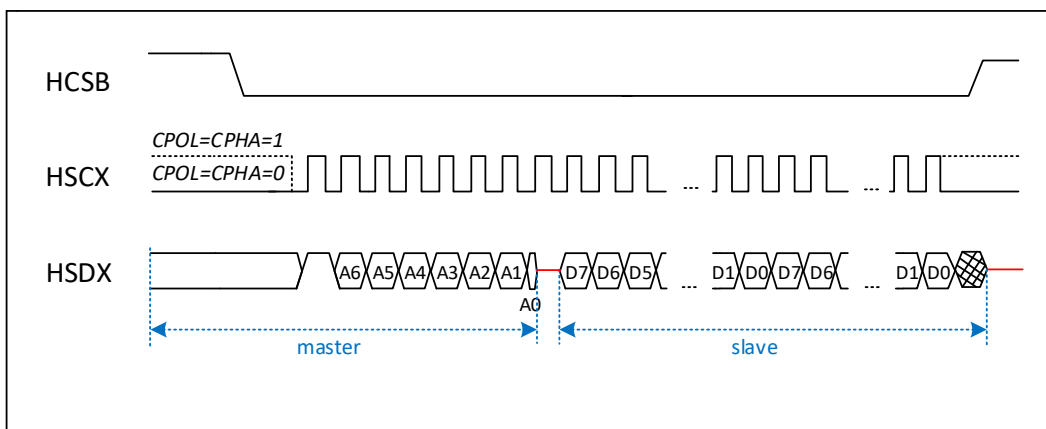 HCSB
CPOL=CPHA=1
HSCX
CPOL=CPHA=0
... ...
HSDX
A6 A5 A4 A3 A2 A1 D7 D6 D5 D1 D0 D7 D6 D1 D0
... ...
A0
master slave